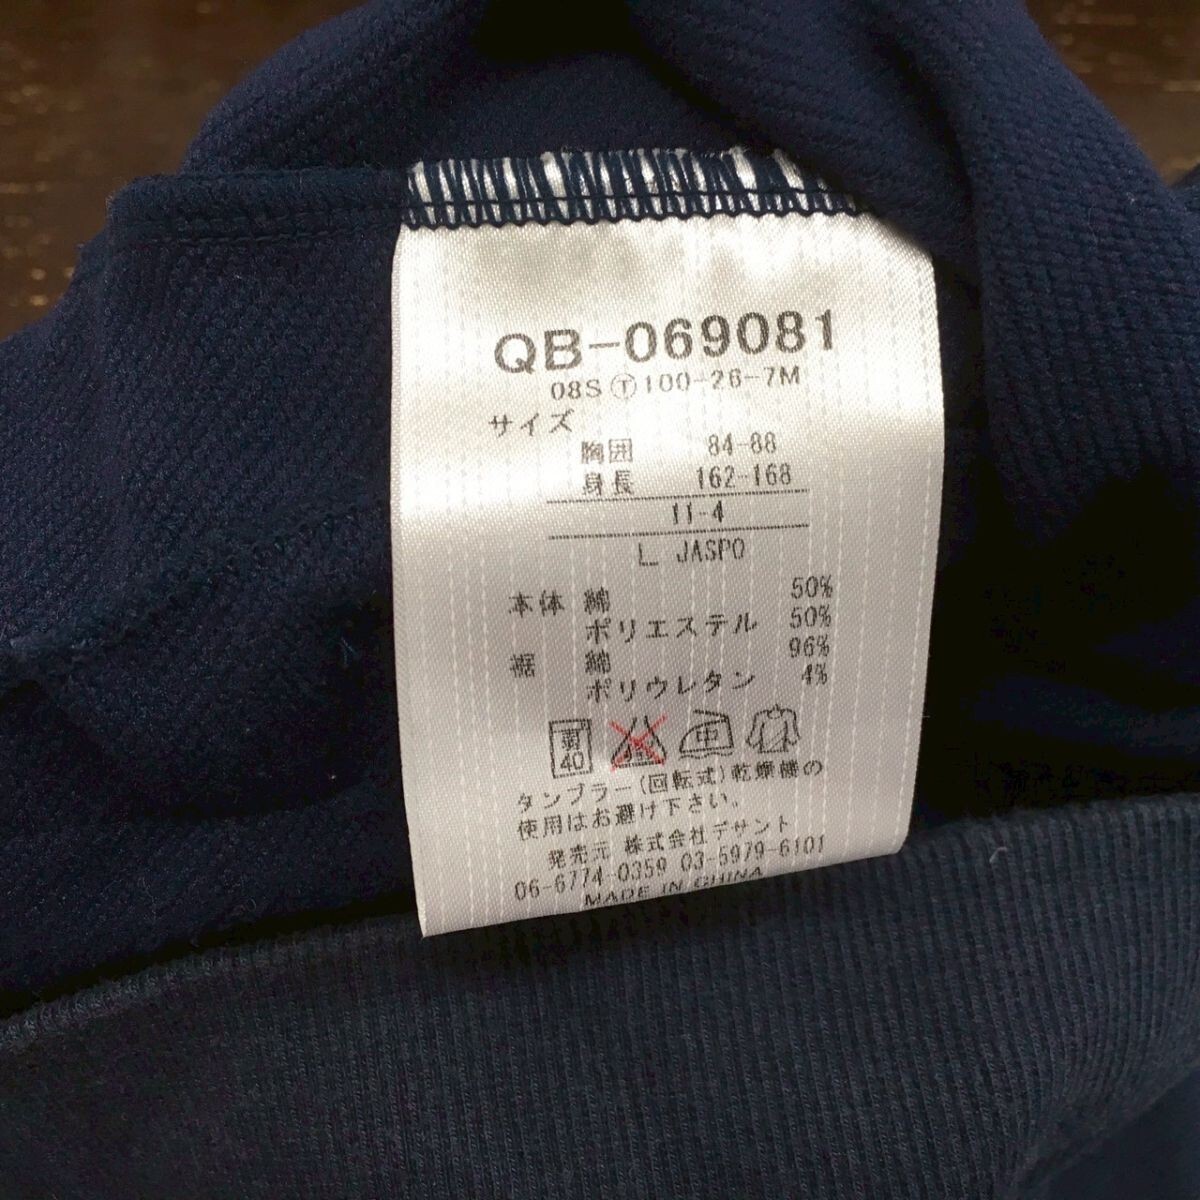 QB-069081
08S Ⓣ 100-26-7M
サイズ
胸囲 84-88
身長 162-168
11-4
L JASPO
本体 綿 50%
ポリエステル 50%
裾 綿 96%
ポリウレタン 4%
弱 40 中
タンブラー(回転式)乾燥機の
使用はお避け下さい。
発売元 株式会社デサント
06-6774-0359 03-5979-6101
MADE IN CHINA